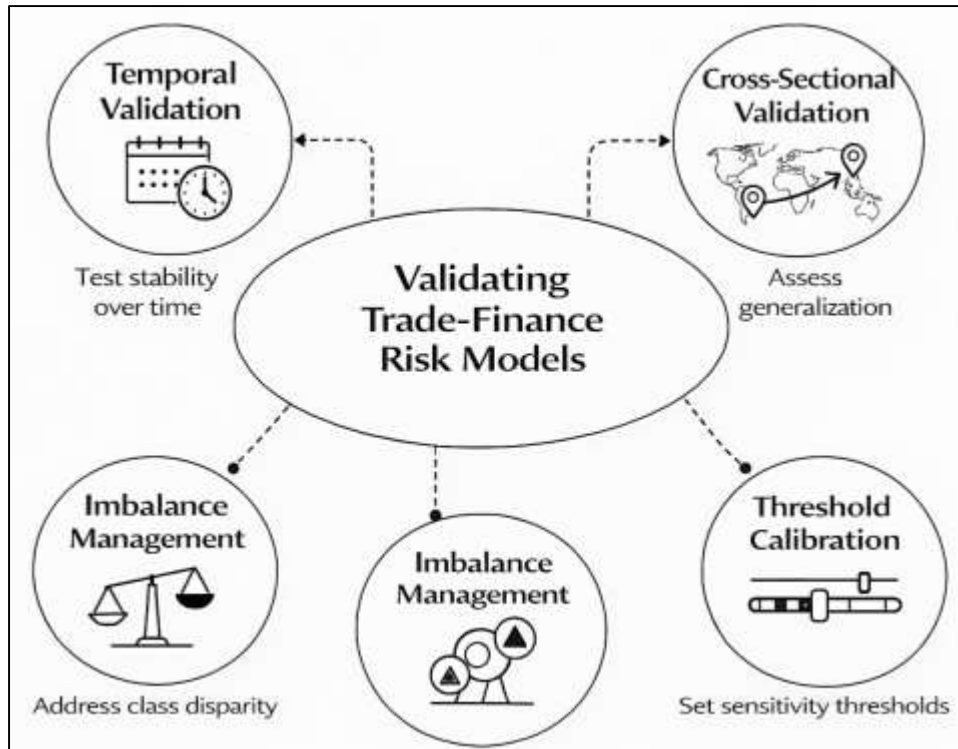 Temporal
Validation
Test stability
over time
Cross-Sectional
Validation
Assess
generalization
Validating
Trade-Finance
Risk Models
Imbalance
Management
Address class disparity
Imbalance
Management
Threshold
Calibration
Set sensitivity thresholds